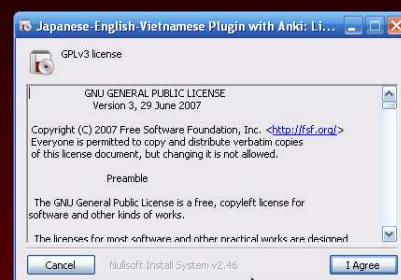 Japanese-English-Vietnamese Plugin with Anki: Li...
GPLv3 license
GNU GENERAL PUBLIC LICENSE
Version 3, 29 June 2007
Copyright (C) 2007 Free Software Foundation, Inc. <http://fsf.org/>
Everyone is permitted to copy and distribute verbatim copies
of this license document, but changing it is not allowed.
Preamble
The GNU General Public License is a free, copyleft license for
software and other kinds of works.
The licenses for most software and other practical works are designed
Cancel
Nullsoft Install System v2.46
I Agree